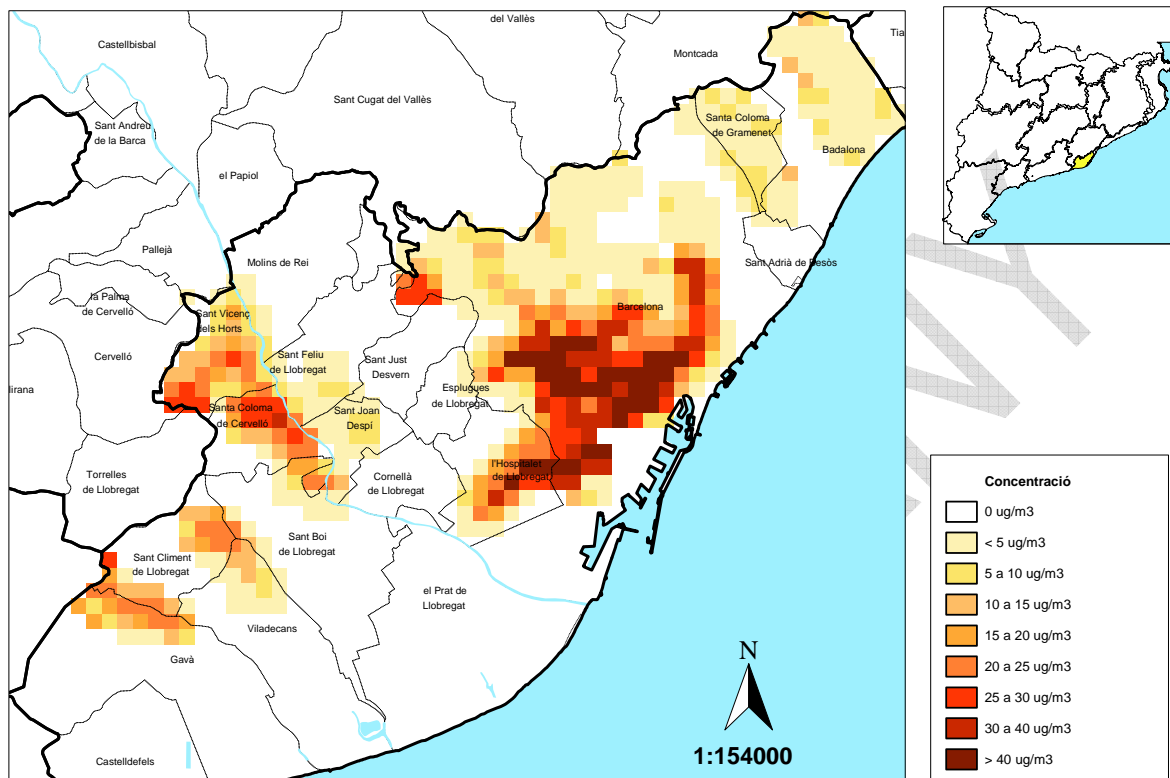 del Vallès
Tia
Castellbisbal
Montcada
Sant Cugat del Vallès
Sant Andreu
de la Barca
Santa Coloma
de Gramenet
Badalona
el Papiol
Pallejà
Molins de Rei
Sant Adrià de Besòs
la Palma
de Cervelló
Sant Vicenç
dels Horts
Barcelona
Cervelló
Sant Feliu
de Llobregat
Sant Just
Desvern
lirana
Esplugues
de Llobregat
Santa Coloma
de Cervelló
Sant Joan
Despí
Torrelles
de Llobregat
Cornellà
de Llobregat
l'Hospitalet
de Llobregat
Sant Boi
de Llobregat
Sant Climent
de Llobregat
el Prat de
Llobregat
Viladecans
Gavà
Castelldefels
N
1:154000
Concentració
0 ug/m3
< 5 ug/m3
5 a 10 ug/m3
10 a 15 ug/m3
15 a 20 ug/m3
20 a 25 ug/m3
25 a 30 ug/m3
30 a 40 ug/m3
> 40 ug/m3